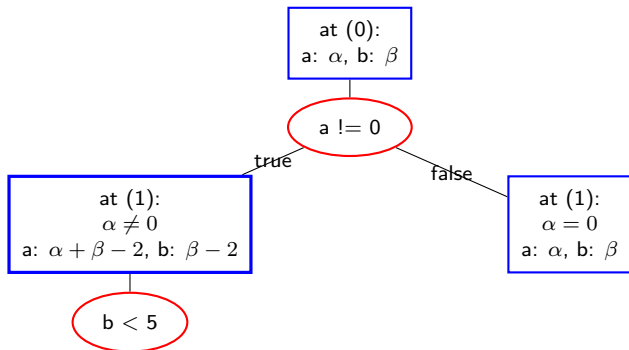 at (0):
a: α, b: β
a != 0
true
false
at (1):
α ≠ 0
a: α + β − 2, b: β − 2
at (1):
α = 0
a: α, b: β
b < 5